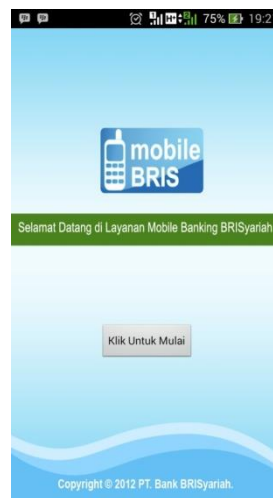 75% 19:2
mobile
BRIS
Selamat Datang di Layanan Mobile Banking BRISyariah
Klik Untuk Mulai
Copyright © 2012 PT. Bank BRISyariah.